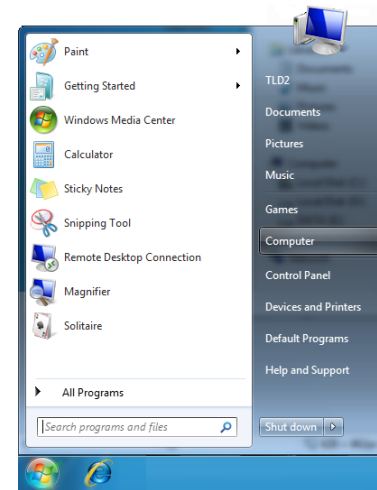 Paint
Getting Started
Windows Media Center
Calculator
Sticky Notes
Snipping Tool
Remote Desktop Connection
Magnifier
Solitaire
All Programs
Search programs and files
TLD2
Documents
Pictures
Music
Games
Computer
Control Panel
Devices and Printers
Default Programs
Help and Support
Shut down